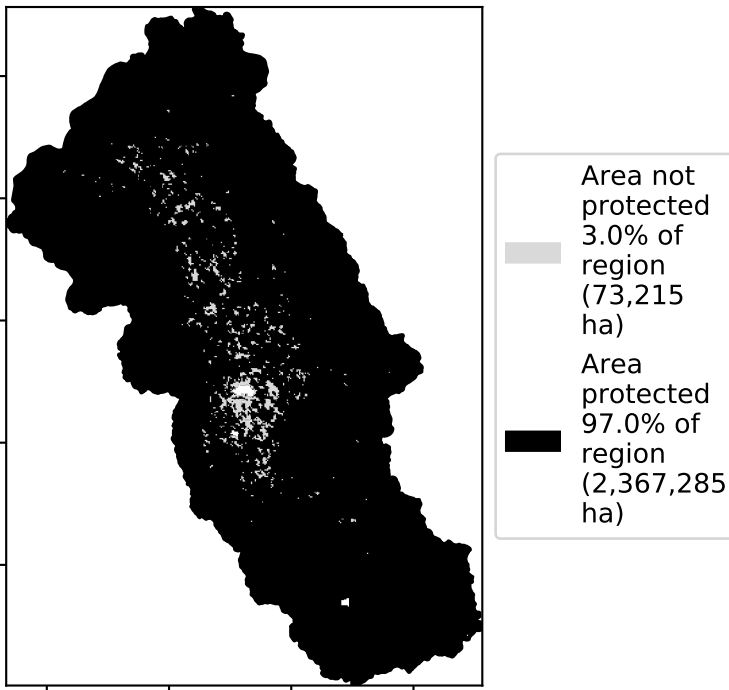 Area not
protected
3.0% of
region
(73,215
ha)
Area
protected
97.0% of
region
(2,367,285
ha)